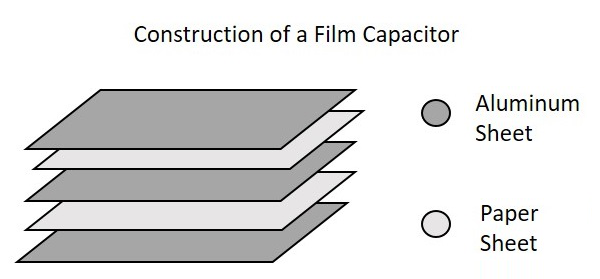 Construction of a Film Capacitor
Aluminum
Sheet
Paper
Sheet